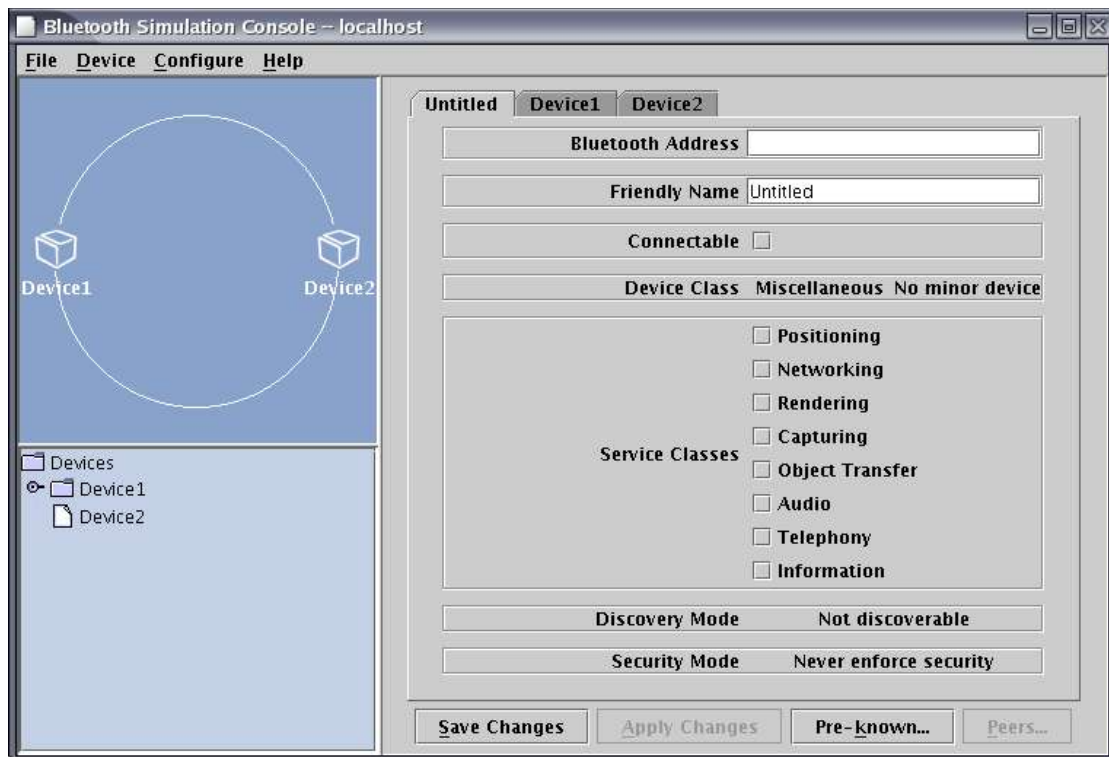 Bluetooth Simulation Console – localhost
File Device Configure Help
Device1
Device2
Devices
Device1
Device2
Untitled Device1 Device2
Bluetooth Address
Friendly Name Untitled
Connectable
Device Class Miscellaneous No minor device
Service Classes
Positioning
Networking
Rendering
Capturing
Object Transfer
Audio
Telephony
Information
Discovery Mode Not discoverable
Security Mode Never enforce security
Save Changes Apply Changes Pre-known... Peers...